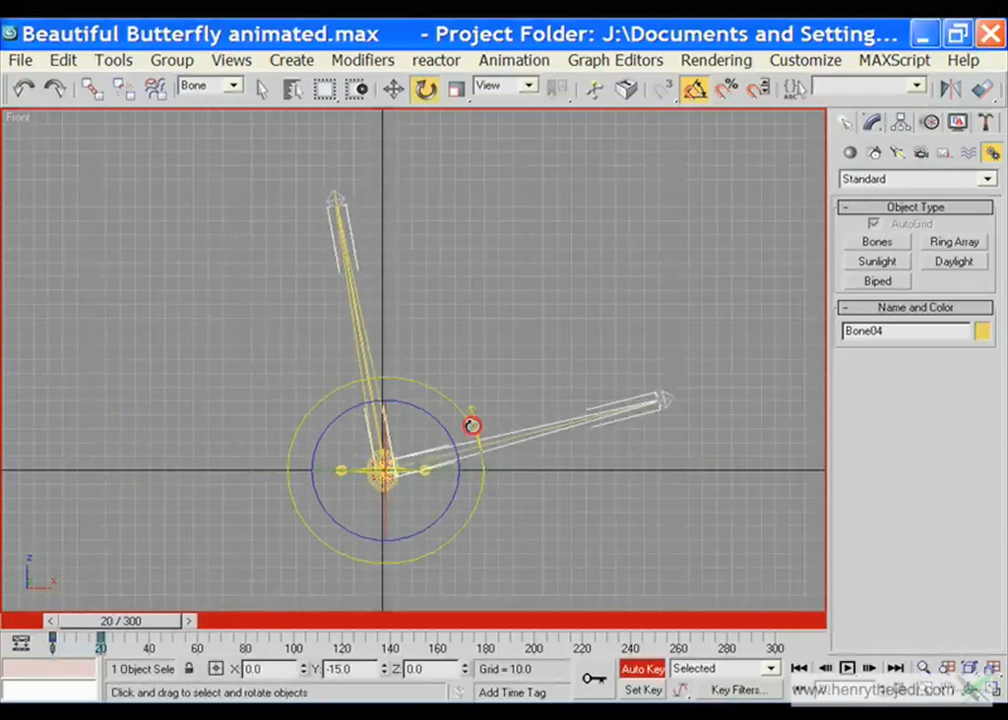 Beautiful Butterfly animated.max - Project Folder: J:\Documents and Setting...
File Edit Tools Group Views Create Modifiers reactor Animation Graph Editors Rendering Customize MAXScript Help
Bone View
Front
Standard
- Object Type
AutoGrid
Bones Ring Array
Sunlight Daylight
Biped
- Name and Color
Bone04
z
x
< 20 / 300 >
0 20 40 60 80 100 120 140 160 180 200 220 240 260 280 300
1 Object Sele X: 0.0 Y: -15.0 Z: 0.0 Grid = 10.0 Auto Key Selected
Click and drag to select and rotate objects Add Time Tag Set Key Key Filters...
www.henrythejedi.com